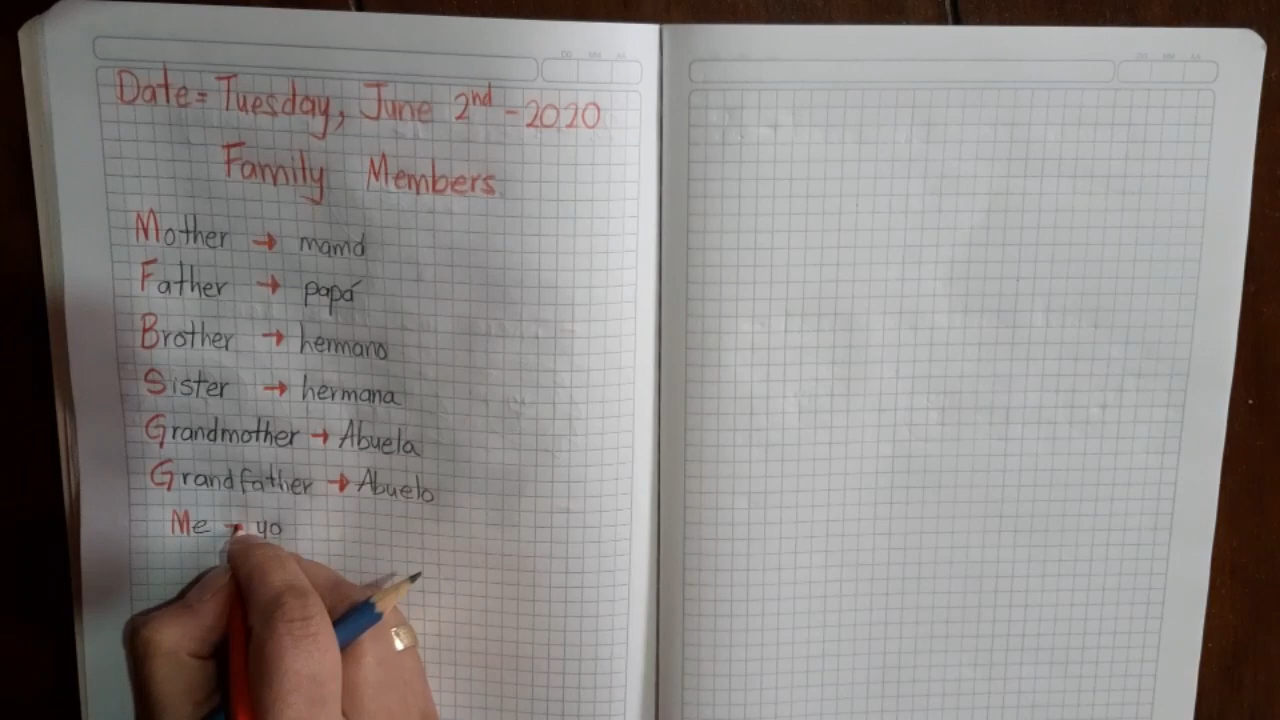 Date= Tuesday, June 2nd - 2020
Family Members.
Mother → mamá
Father → papá
Brother → hermano
Sister → hermana
Grandmother → Abuela
Grandfather → Abuelo
Me → yo